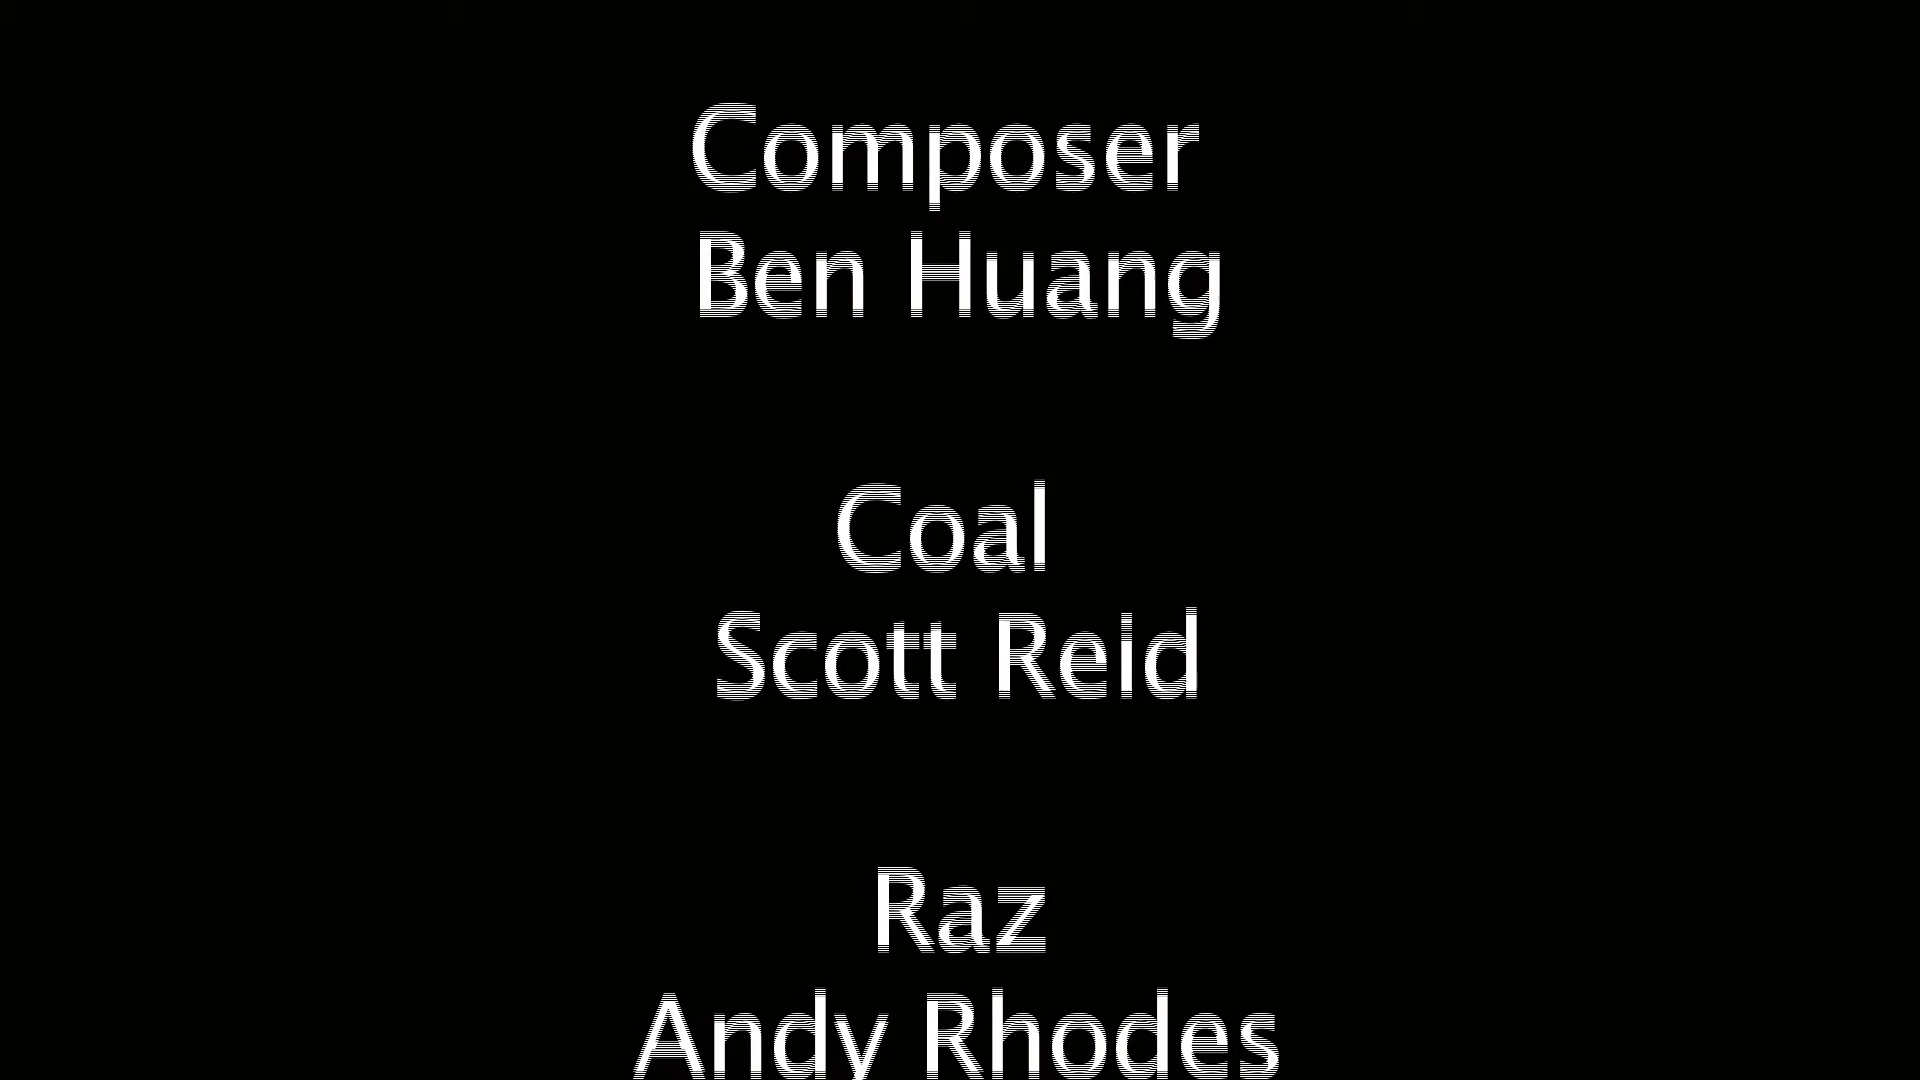 Composer
Ben Huang
Coal
Scott Reid
Raz
Andy Rhodes